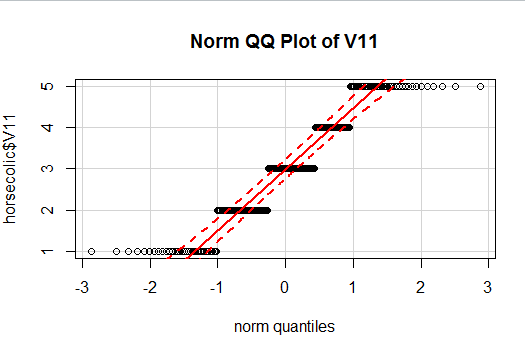 Norm QQ Plot of V11
horsecolic$V11
5
4
3
2
1
-3 -2 -1 0 1 2 3
norm quantiles